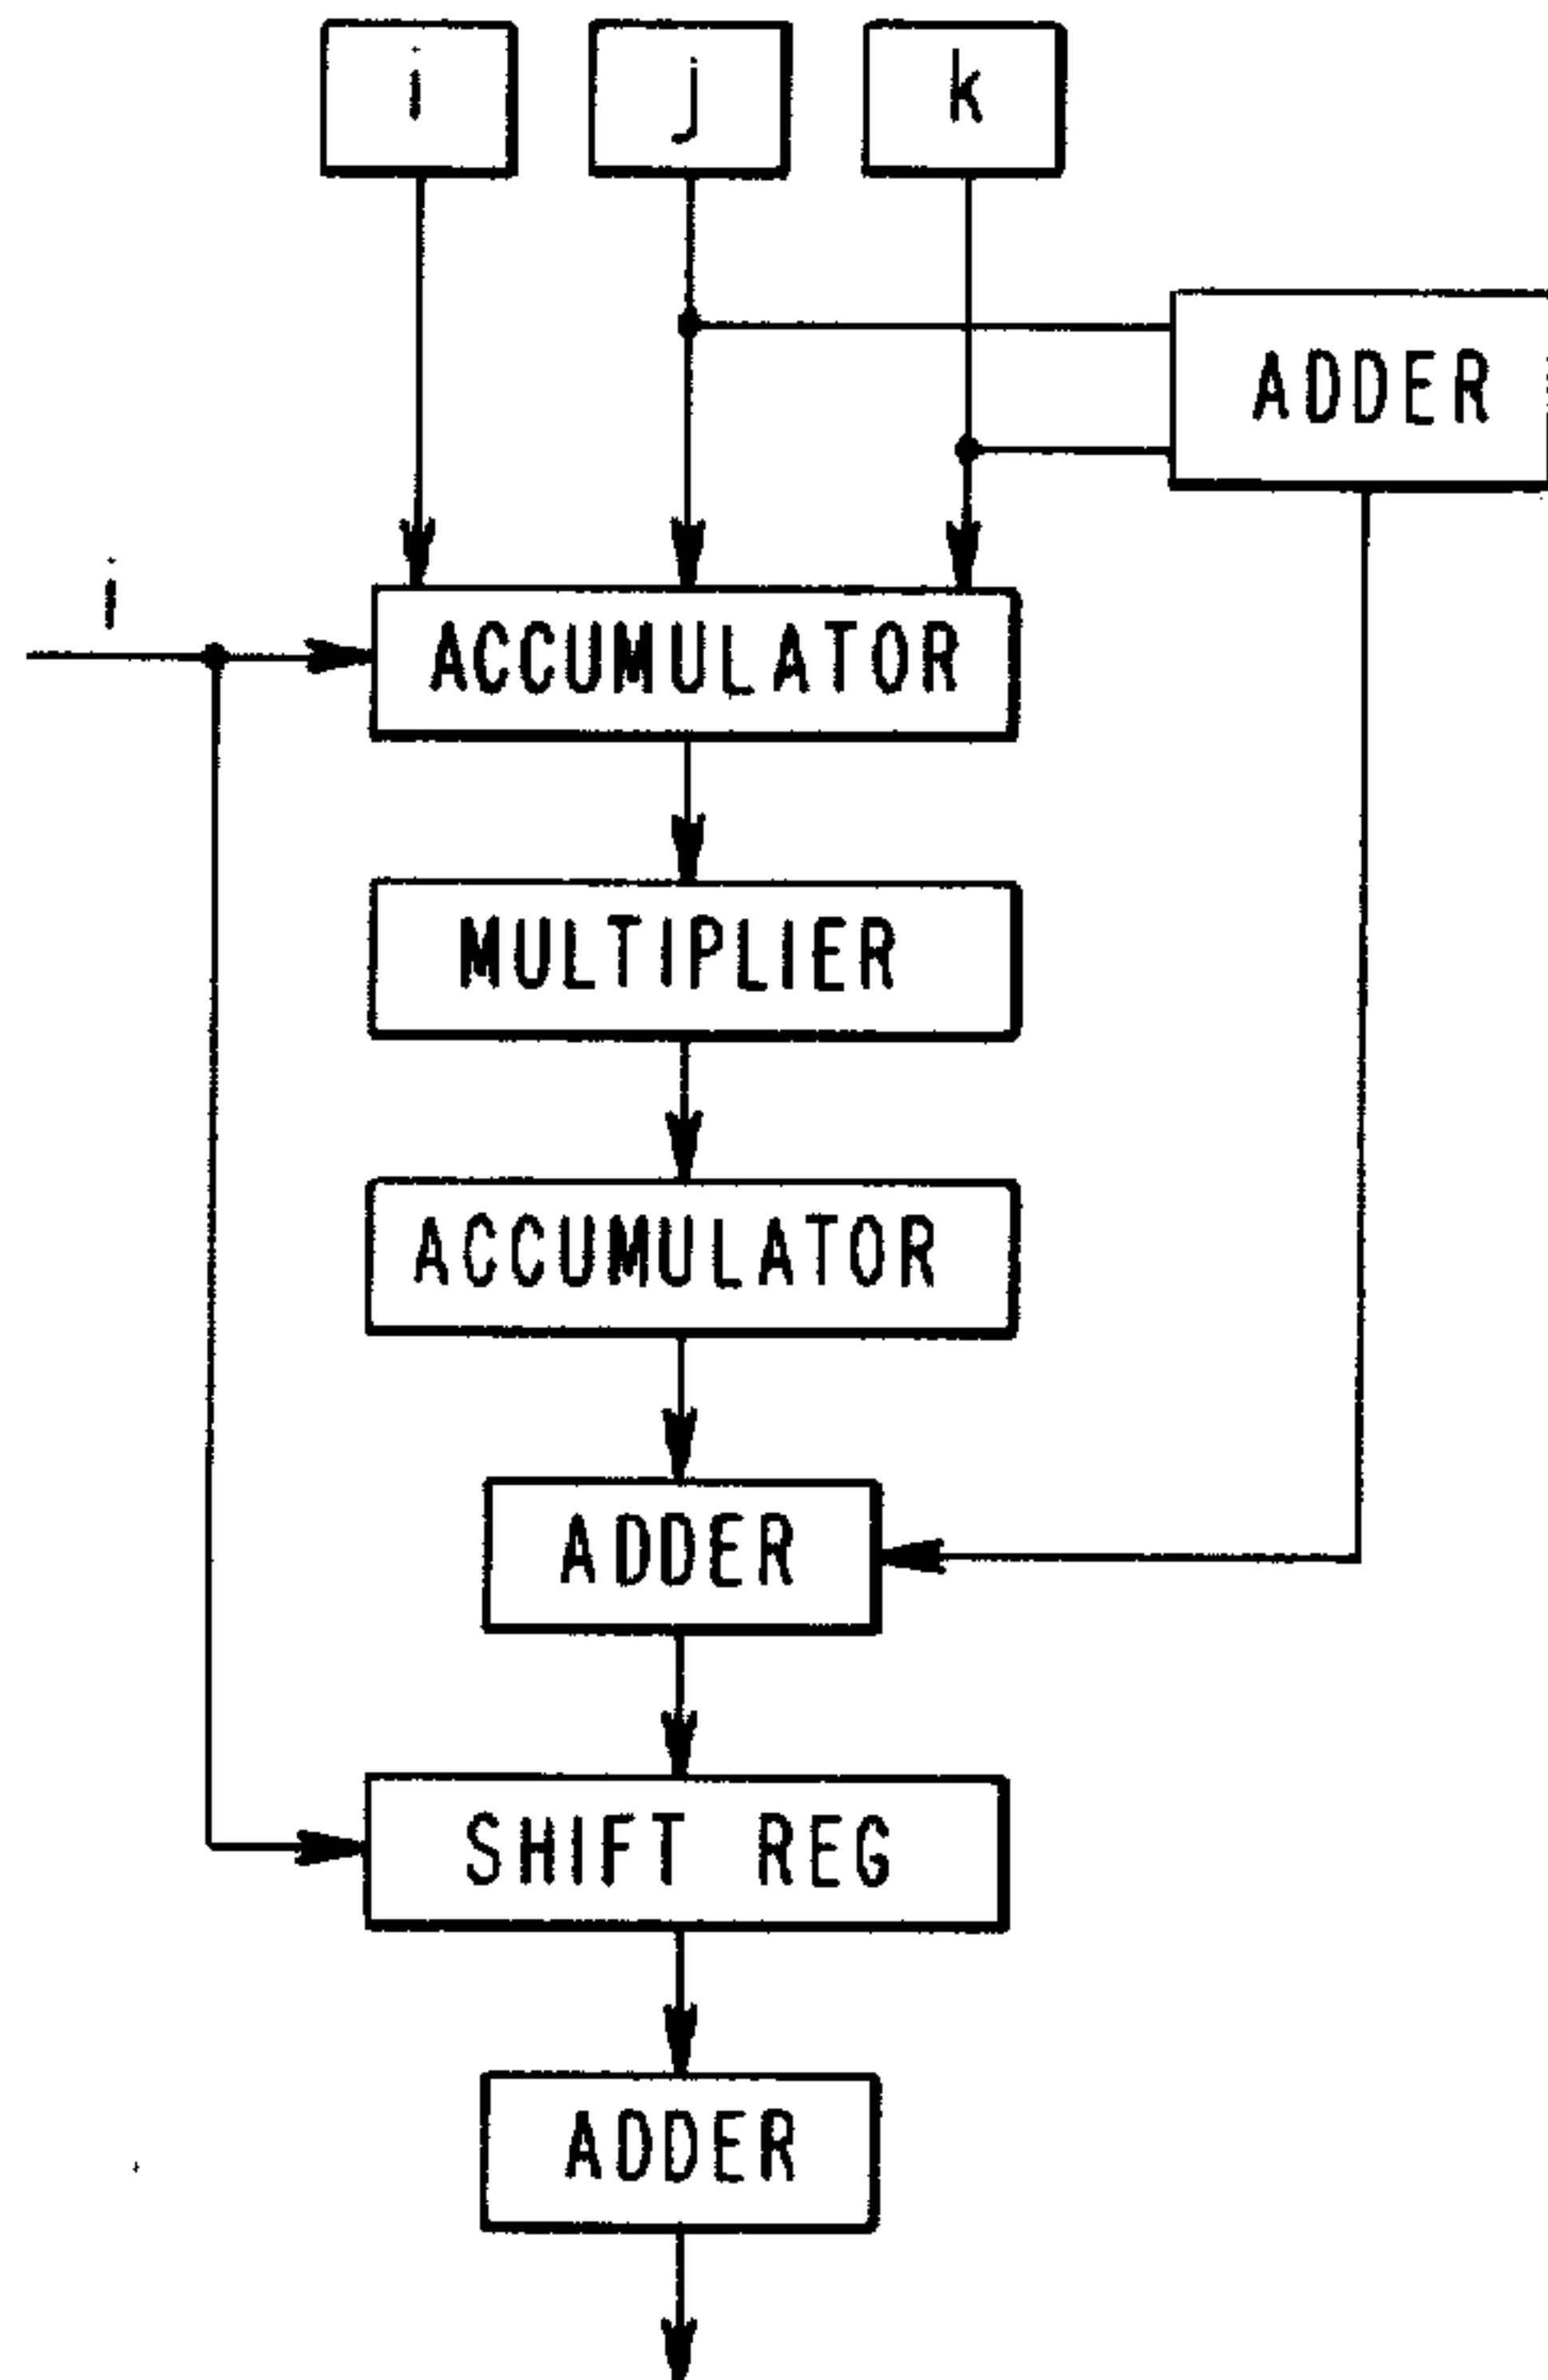 i
j
k
ADDER
i
ACCUMULATOR
MULTIPLIER
ACCUMULATOR
ADDER
SHIFT REG
ADDER